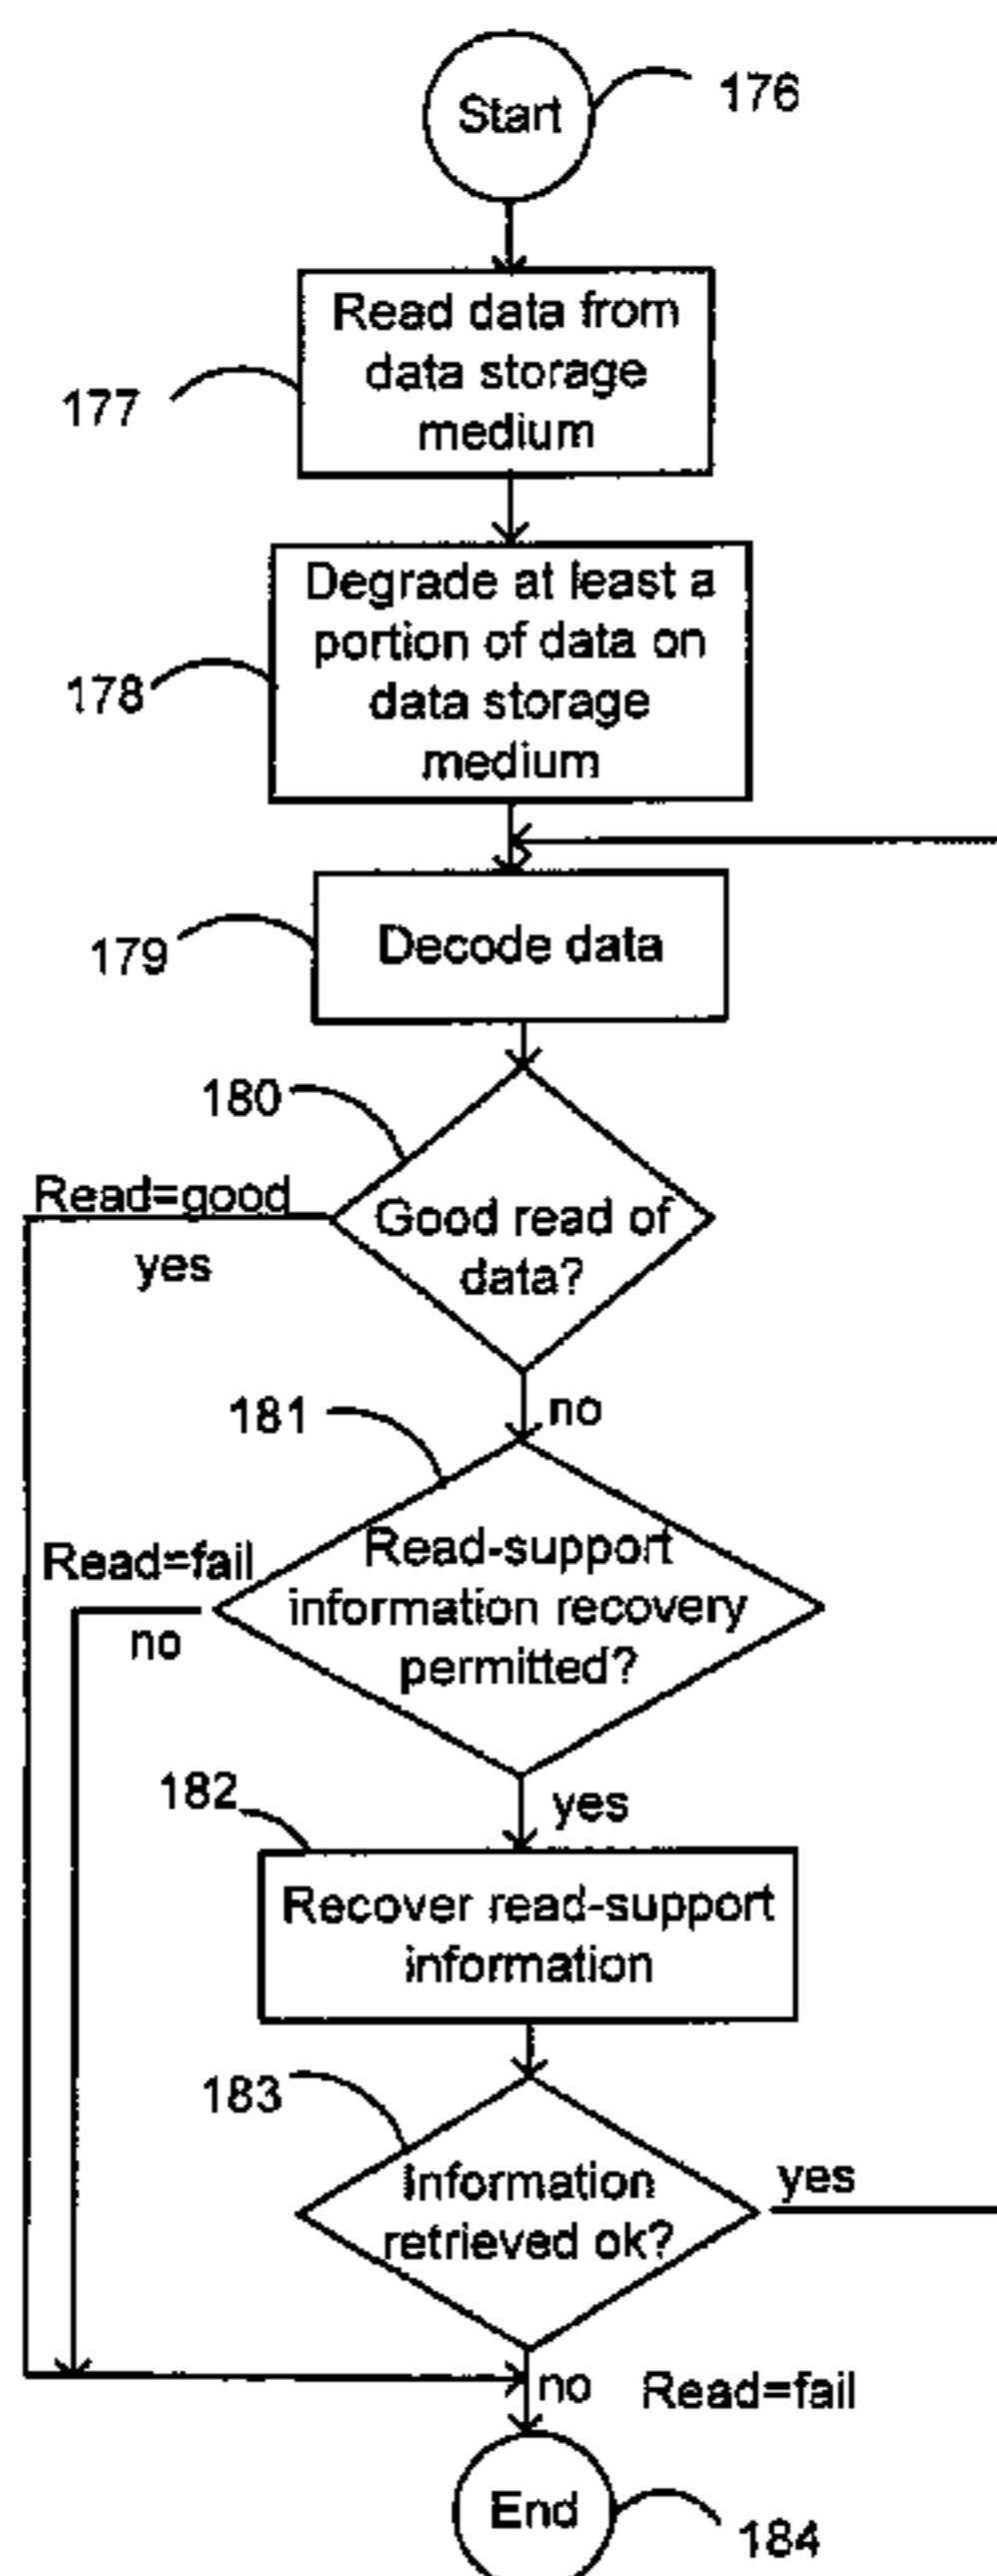 Start
176
Read data from
data storage
medium
177
Degrade at least a
portion of data on
data storage
medium
178
Decode data
179
180
Read=good
yes
Good read of
data?
no
181
Read=fail
no
Read-support
information recovery
permitted?
yes
182
Recover read-support
information
183
Information
retrieved ok?
yes
no
Read=fail
End
184